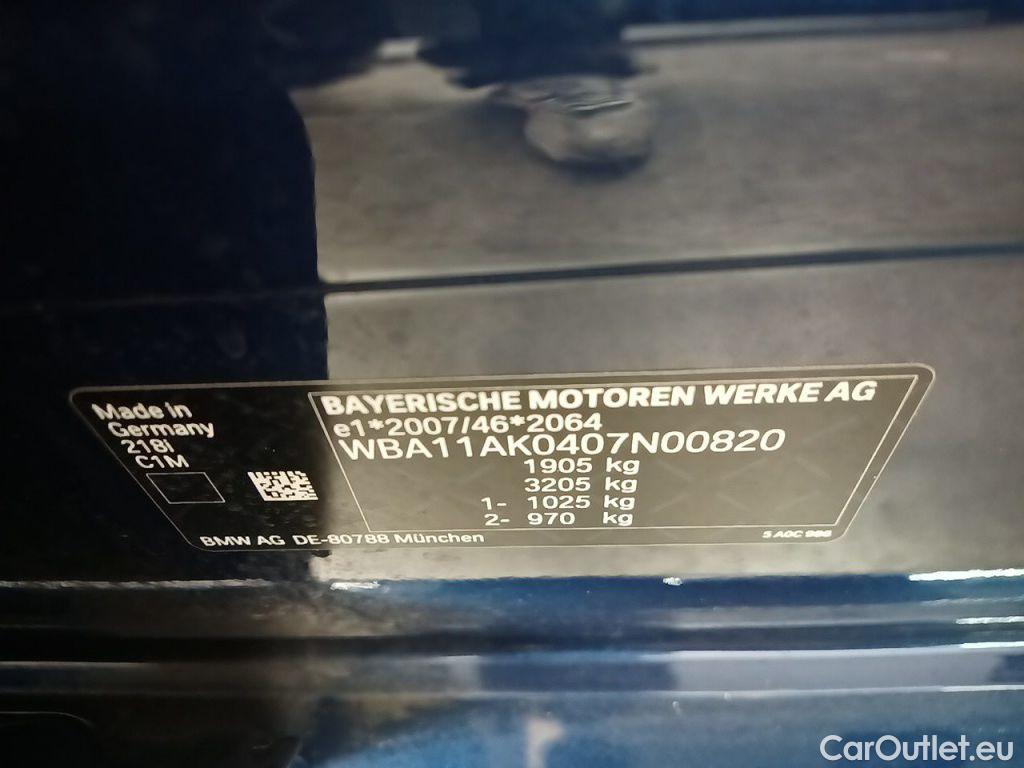 Made in
Germany
218i
C1M
BMW AG DE-80788 München
BAYERISCHE MOTOREN WERKE AG
e1*2007/46*2064
WBA11AK0407N00820
1905 kg
3205 kg
1- 1025 kg
2- 970 kg
5 A0C 986
CarOutlet.eu